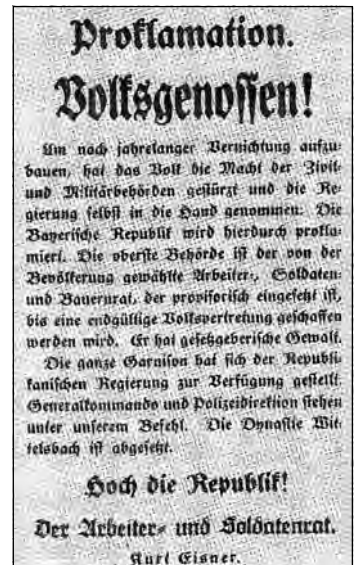 Proklamation.
Volksgenossen!
Um nach jahrelanger Vernichtung aufzu-
bauen, hat das Volk die Macht der Zivil-
und Militärbehörden gestürzt und die Re-
gierung selbst in die Hand genommen. Die
Bayerische Republik wird hierdurch prokla-
miert. Die oberste Behörde ist der von der
Bevölkerung gewählte Arbeiter-, Soldaten-
und Bauernrat, der provisorisch eingesetzt ist,
bis eine endgültige Volksvertretung geschaffen
werden wird. Er hat gesetzgeberische Gewalt.
Die ganze Garnison hat sich der Republi-
kanischen Regierung zur Verfügung gestellt.
Generalkommando und Polizeidirektion stehen
unter unserem Befehl. Die Dynastie Wit-
telsbach ist abgesetzt.
Hoch die Republik!
Der Arbeiter- und Soldatenrat.
Kurt Eisner.